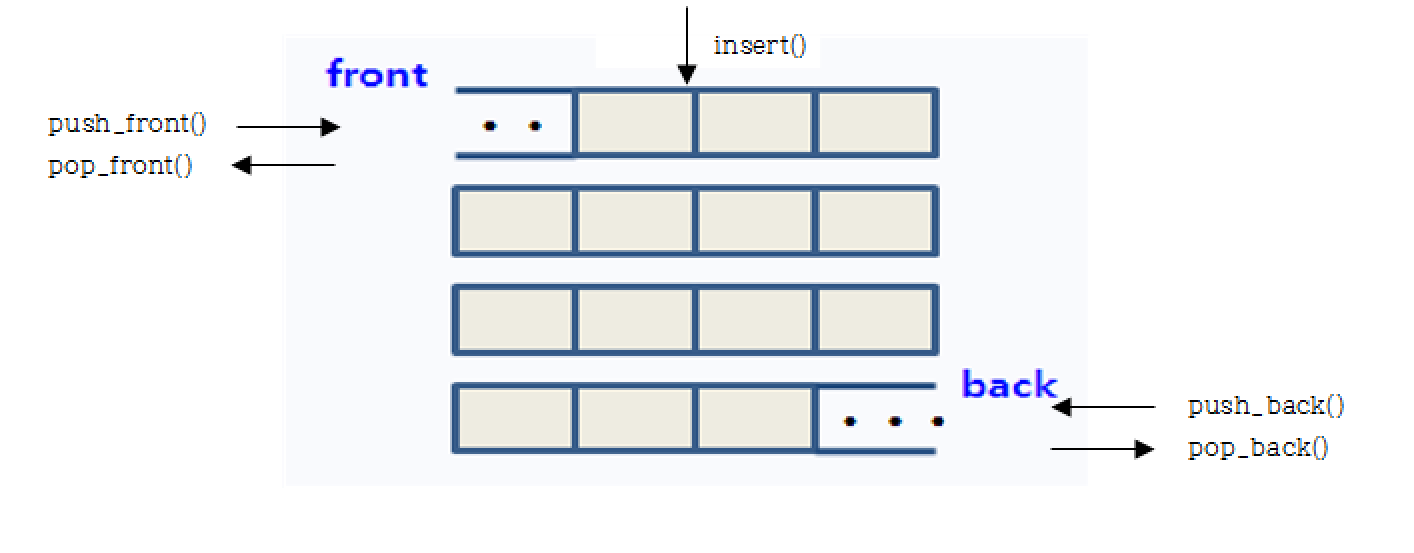 insert()
front
push_front()
pop_front()
back
push_back()
pop_back()